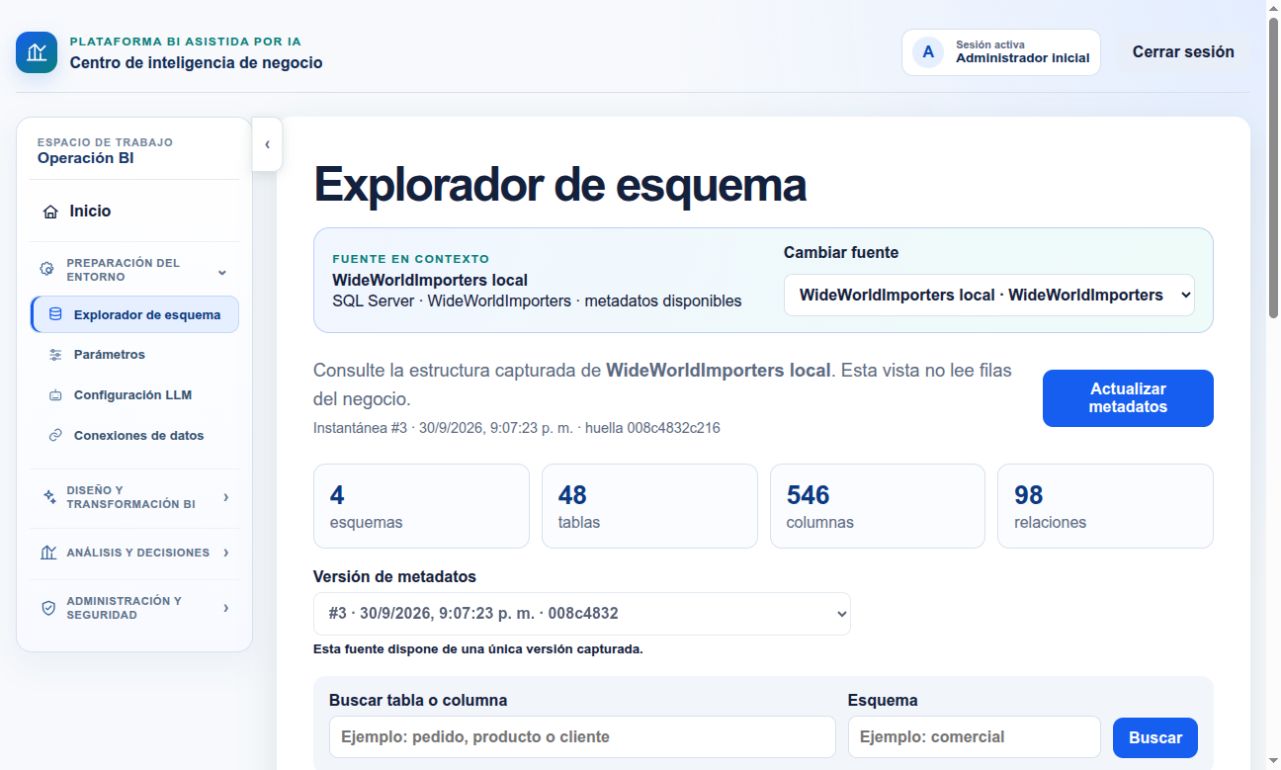 PLATAFORMA BI ASISTIDA POR IA
Centro de inteligencia de negocio
A
Sesión activa
Administrador inicial
Cerrar sesión
ESPACIO DE TRABAJO
Operación BI
Inicio
PREPARACIÓN DEL
ENTORNO
Explorador de esquema
Parámetros
Configuración LLM
Conexiones de datos
DISEÑO Y
TRANSFORMACIÓN BI
ANÁLISIS Y DECISIONES
ADMINISTRACIÓN Y
SEGURIDAD
Explorador de esquema
FUENTE EN CONTEXTO
WideWorldImporters local
SQL Server · WideWorldImporters · metadatos disponibles
Cambiar fuente
WideWorldImporters local · WideWorldImporters
Consulte la estructura capturada de WideWorldImporters local. Esta vista no lee filas
del negocio.
Instantánea #3 · 30/9/2026, 9:07:23 p. m. · huella 008c4832c216
Actualizar
metadatos
4
esquemas
48
tablas
546
columnas
98
relaciones
Versión de metadatos
#3 · 30/9/2026, 9:07:23 p. m. · 008c4832
Esta fuente dispone de una única versión capturada.
Buscar tabla o columna
Ejemplo: pedido, producto o cliente
Esquema
Ejemplo: comercial
Buscar